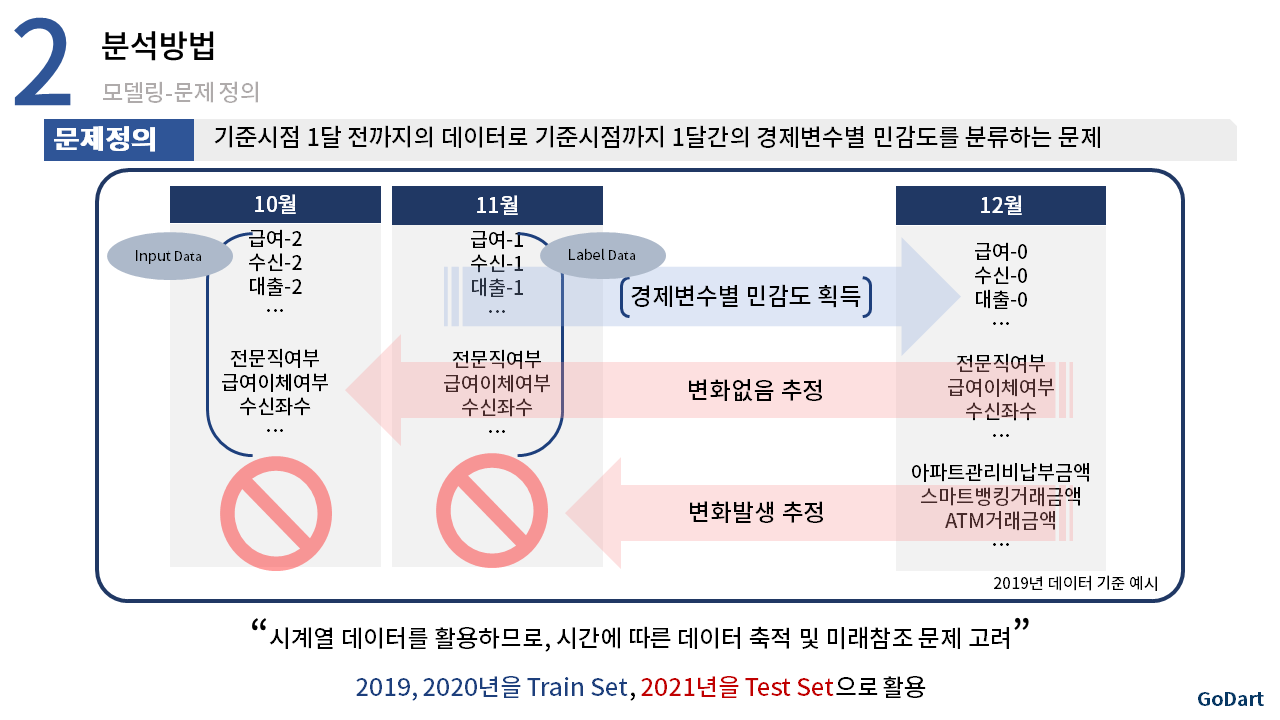 2
분석방법
모델링-문제 정의
문제정의
기준시점 1달 전까지의 데이터로 기준시점까지 1달간의 경제변수별 민감도를 분류하는 문제
10월
11월
12월
Input Data
Label Data
급여-2
수신-2
대출-2
...
전문직여부
급여이체여부
수신좌수
...
급여-1
수신-1
대출-1
...
전문직여부
급여이체여부
수신좌수
...
경제변수별 민감도 획득
변화없음 추정
변화발생 추정
급여-0
수신-0
대출-0
...
전문직여부
급여이체여부
수신좌수
...
아파트관리비납부금액
스마트뱅킹거래금액
ATM거래금액
...
2019년 데이터 기준 예시
“시계열 데이터를 활용하므로, 시간에 따른 데이터 축적 및 미래참조 문제 고려”
2019, 2020년을 Train Set, 2021년을 Test Set으로 활용
GoDart